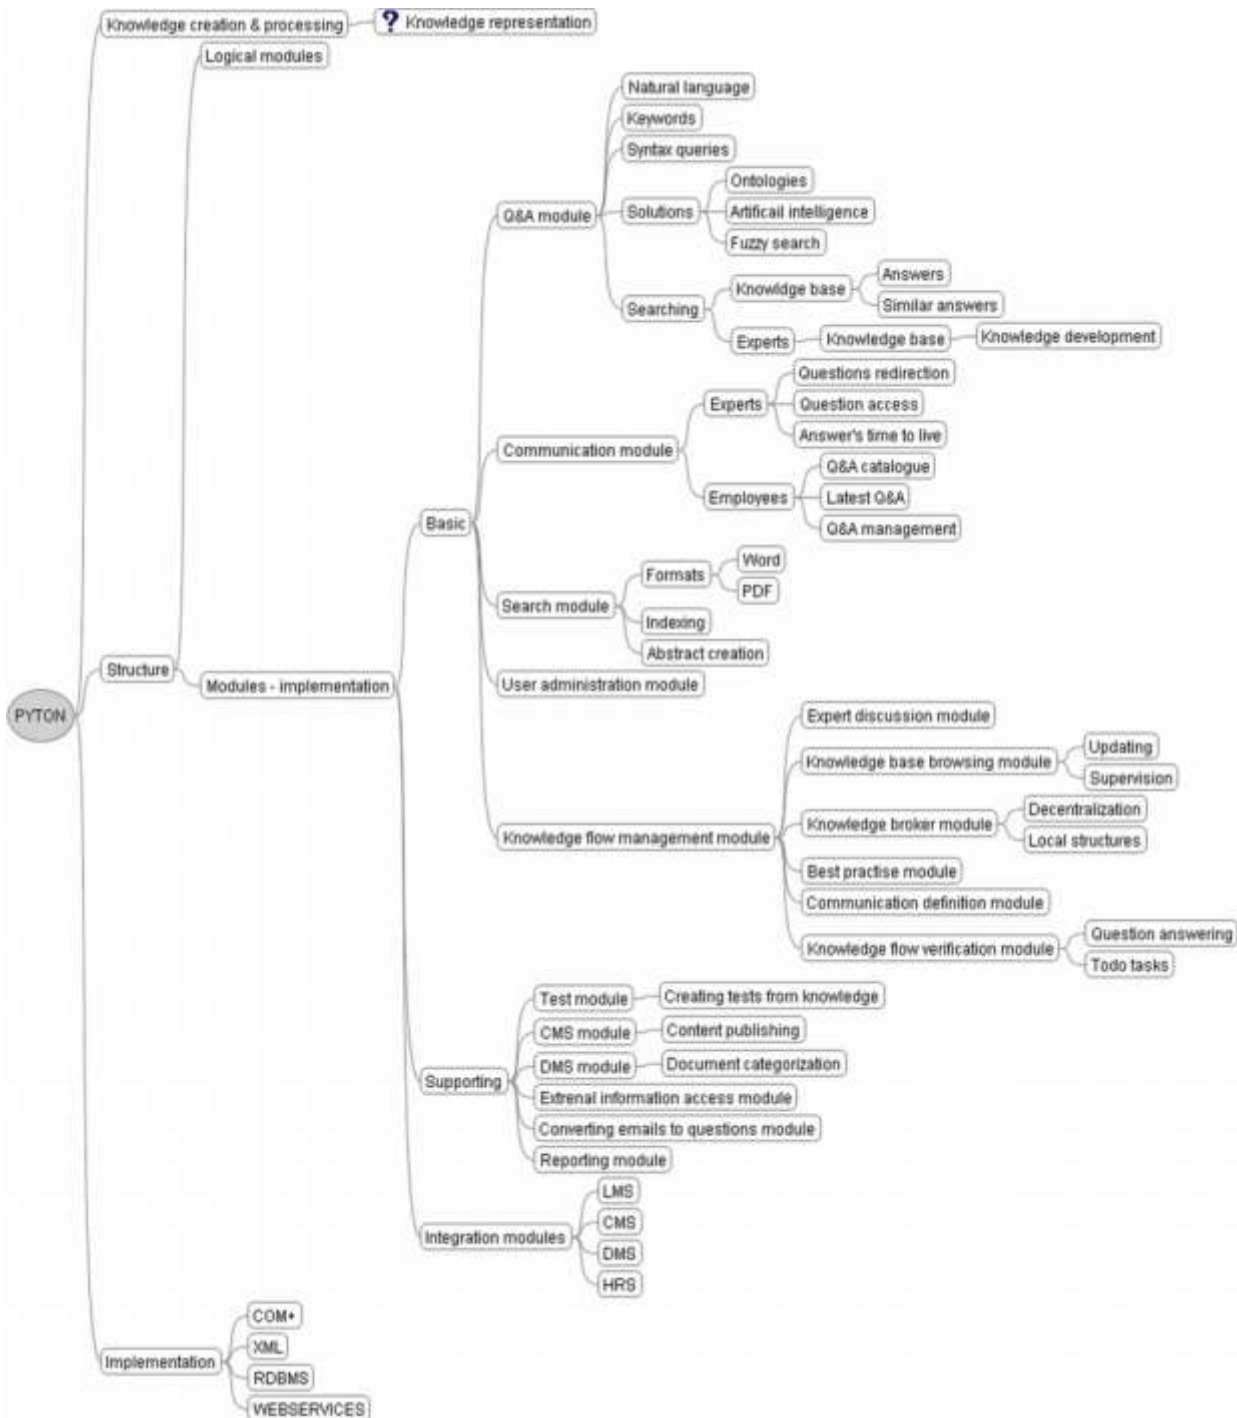 Knowledge creation & processing
? Knowledge representation
Logical modules
Natural language
Keywords
Syntax queries
Ontologies
Q&A module
Solutions
Artificail intelligence
Fuzzy search
Answers
Knowldge base
Searching
Similar answers
Experts
Knowledge base
Knowledge development
Questions redirection
Experts
Question access
Answer's time to live
Communication module
Q&A catalogue
Employees
Latest Q&A
Basic
Q&A management
Word
Formats
PDF
Search module
Indexing
Abstract creation
Structure
Modules - implementation
User administration module
PYTON
Expert discussion module
Updating
Knowledge base browsing module
Supervision
Decentralization
Knowledge broker module
Knowledge flow management module
Local structures
Best practise module
Communication definition module
Question answering
Knowledge flow verification module
Todo tasks
Test module
Creating tests from knowledge
CMS module
Content publishing
DMS module
Document categorization
Supporting
Extrenal information access module
Converting emails to questions module
Reporting module
LMS
CMS
Integration modules
DMS
HRS
COM+
XML
Implementation
RDBMS
WEBSERVICES